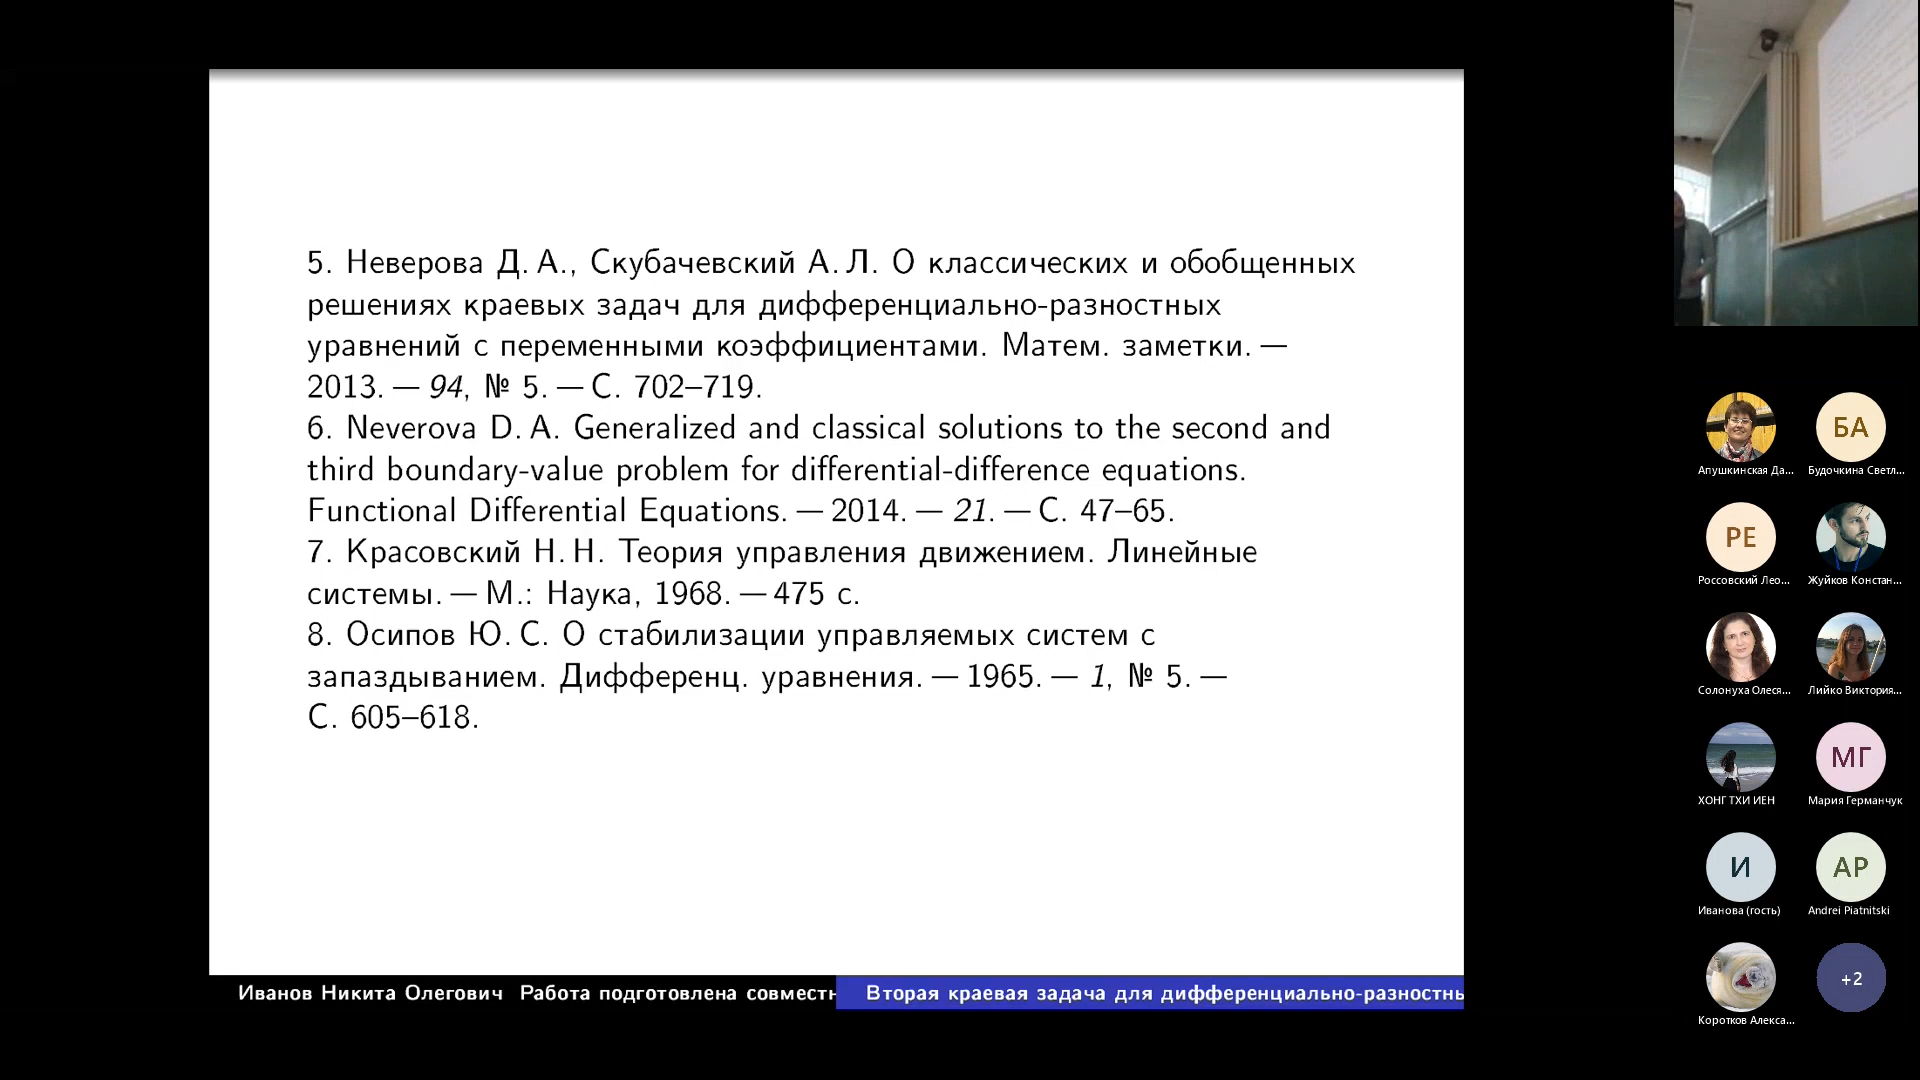 5. Неверова Д. А., Скубачевский А. Л. О классических и обобщенных
решениях краевых задач для дифференциально-разностных
уравнений с переменными коэффициентами. Матем. заметки. —
2013. — 94, № 5. — С. 702–719.
6. Neverova D. A. Generalized and classical solutions to the second and
third boundary-value problem for differential-difference equations.
Functional Differential Equations. — 2014. — 21. — С. 47–65.
7. Красовский Н. Н. Теория управления движением. Линейные
системы. — М.: Наука, 1968. — 475 с.
8. Осипов Ю. С. О стабилизации управляемых систем с
запаздыванием. Дифференц. уравнения. — 1965. — 1, № 5. —
С. 605–618.
Иванов Никита Олегович Работа подготовлена совместн
Вторая краевая задача для дифференциально-разностны
Апушкинская Да...
БА
Будочкина Светл...
РЕ
Россовский Лео...
Жуйков Констан...
Солонуха Олеся...
Лийко Виктория...
ХОНГ ТХИ ИЕН
МГ
Мария Германчук
И
Иванова (гость)
AP
Andrei Piatnitski
Коротков Алекса...
+2